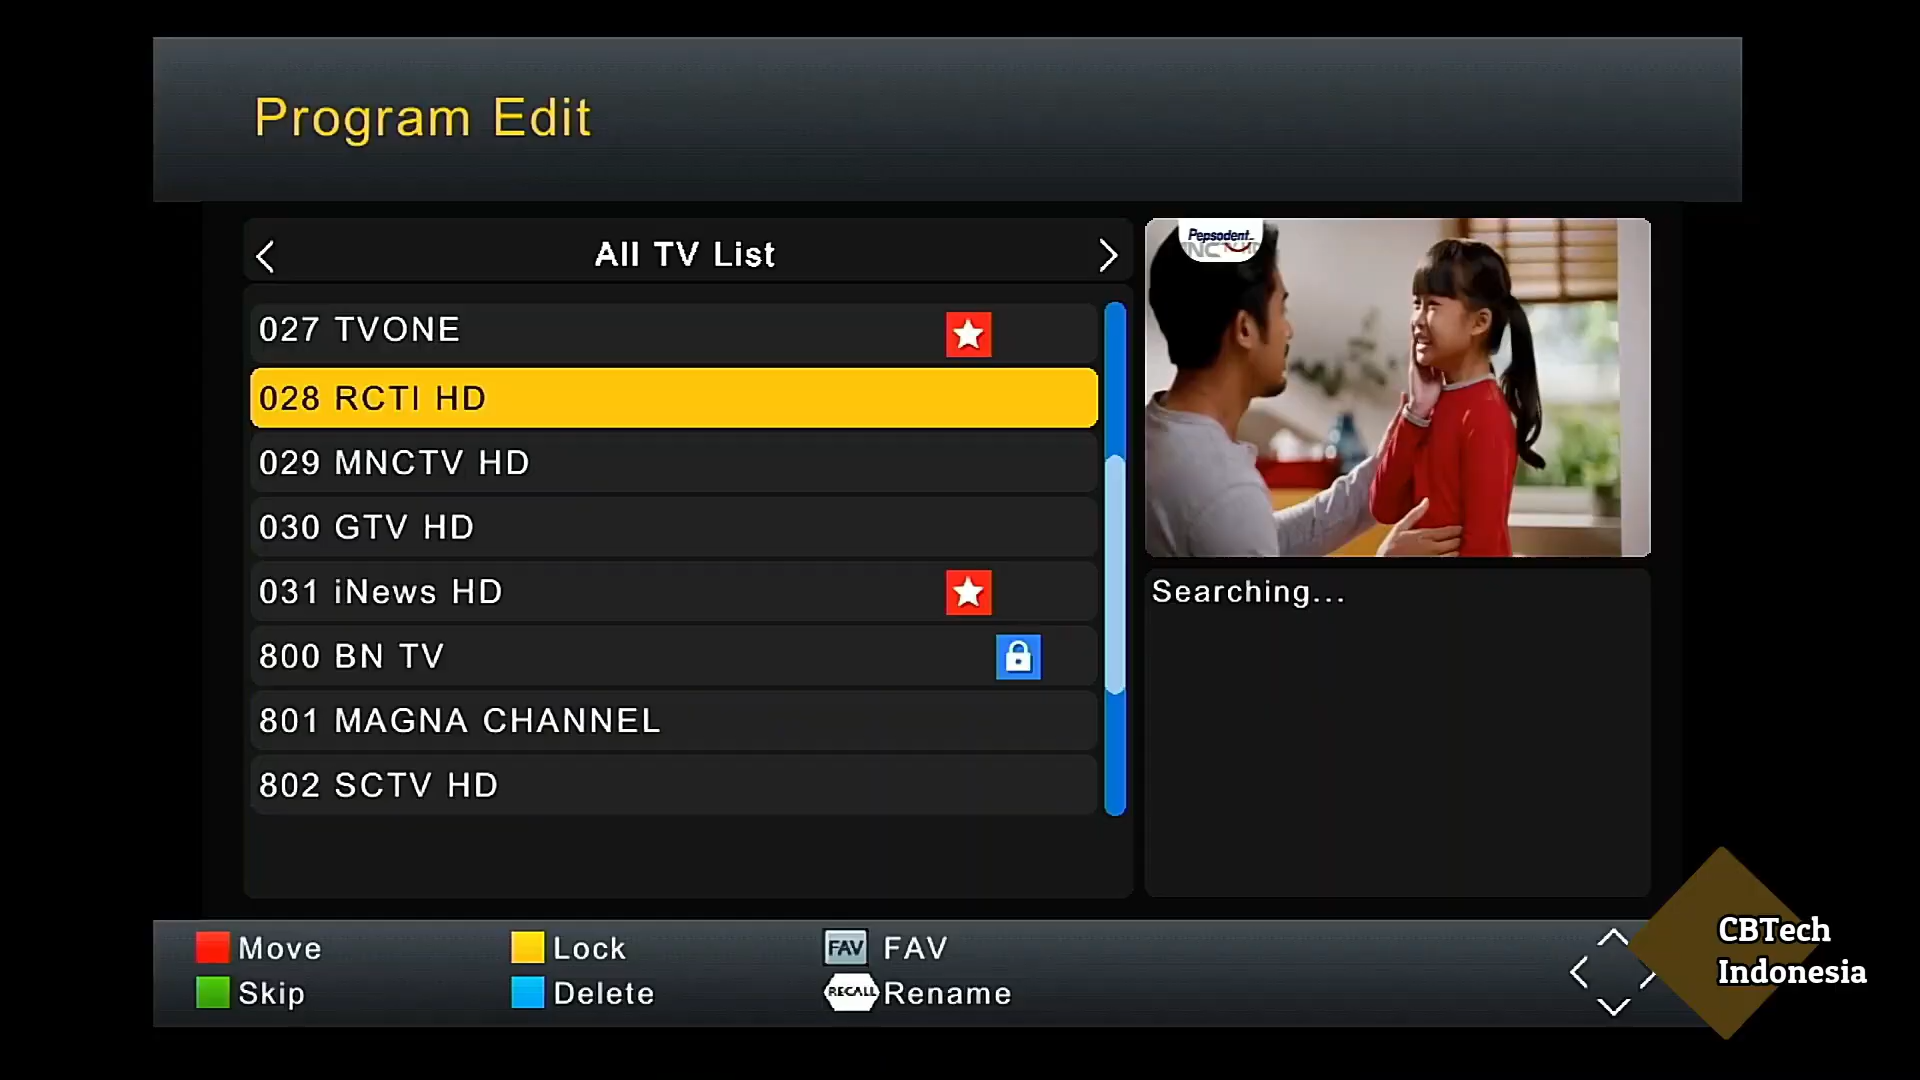 Program Edit
All TV List
027 TVONE
028 RCTI HD
029 MNCTV HD
030 GTV HD
031 iNews HD
800 BN TV
801 MAGNA CHANNEL
802 SCTV HD
Pepsodent
Searching...
Move
Lock
FAV FAV
Skip
Delete
RECALL Rename
CBTech
Indonesia